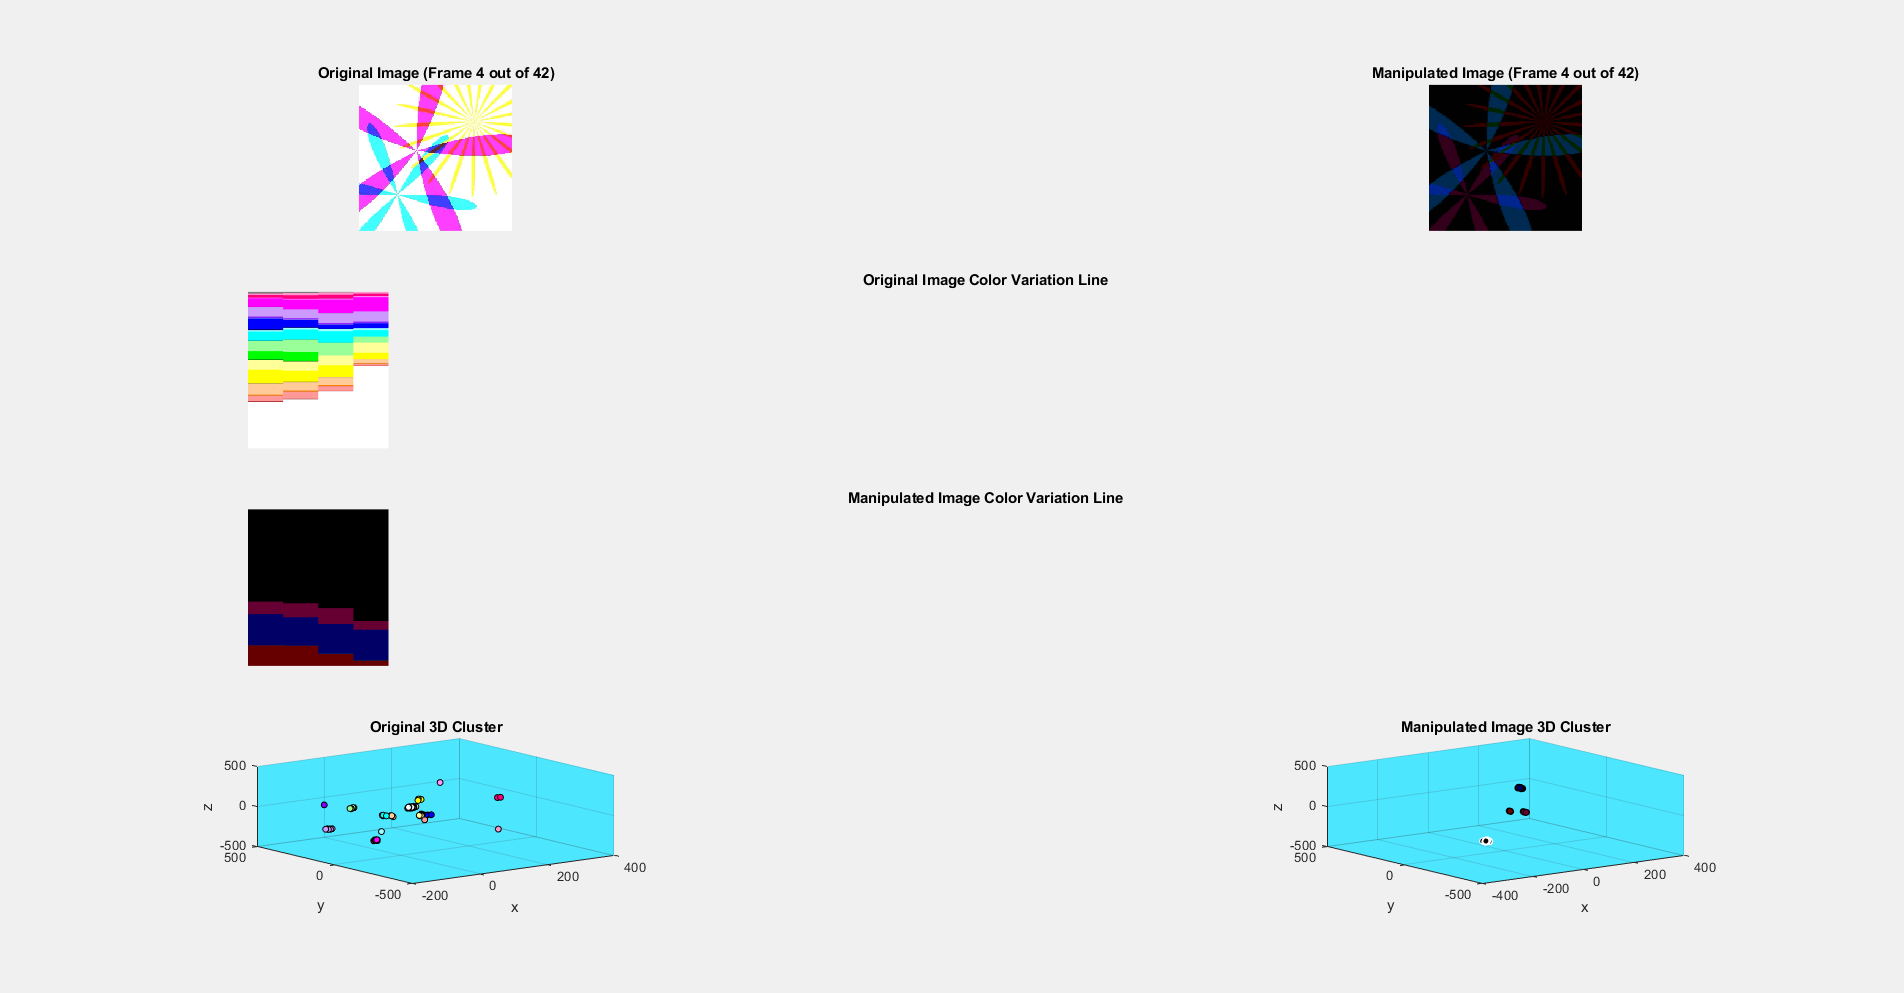 Original Image (Frame 4 out of 42)
Manipulated Image (Frame 4 out of 42)
Original Image Color Variation Line
Manipulated Image Color Variation Line
Original 3D Cluster
500
0
-500
z
500
0
-500
y
-200
0
200
400
x
Manipulated Image 3D Cluster
500
0
-500
z
500
0
-500
y
-400
-200
0
200
400
x